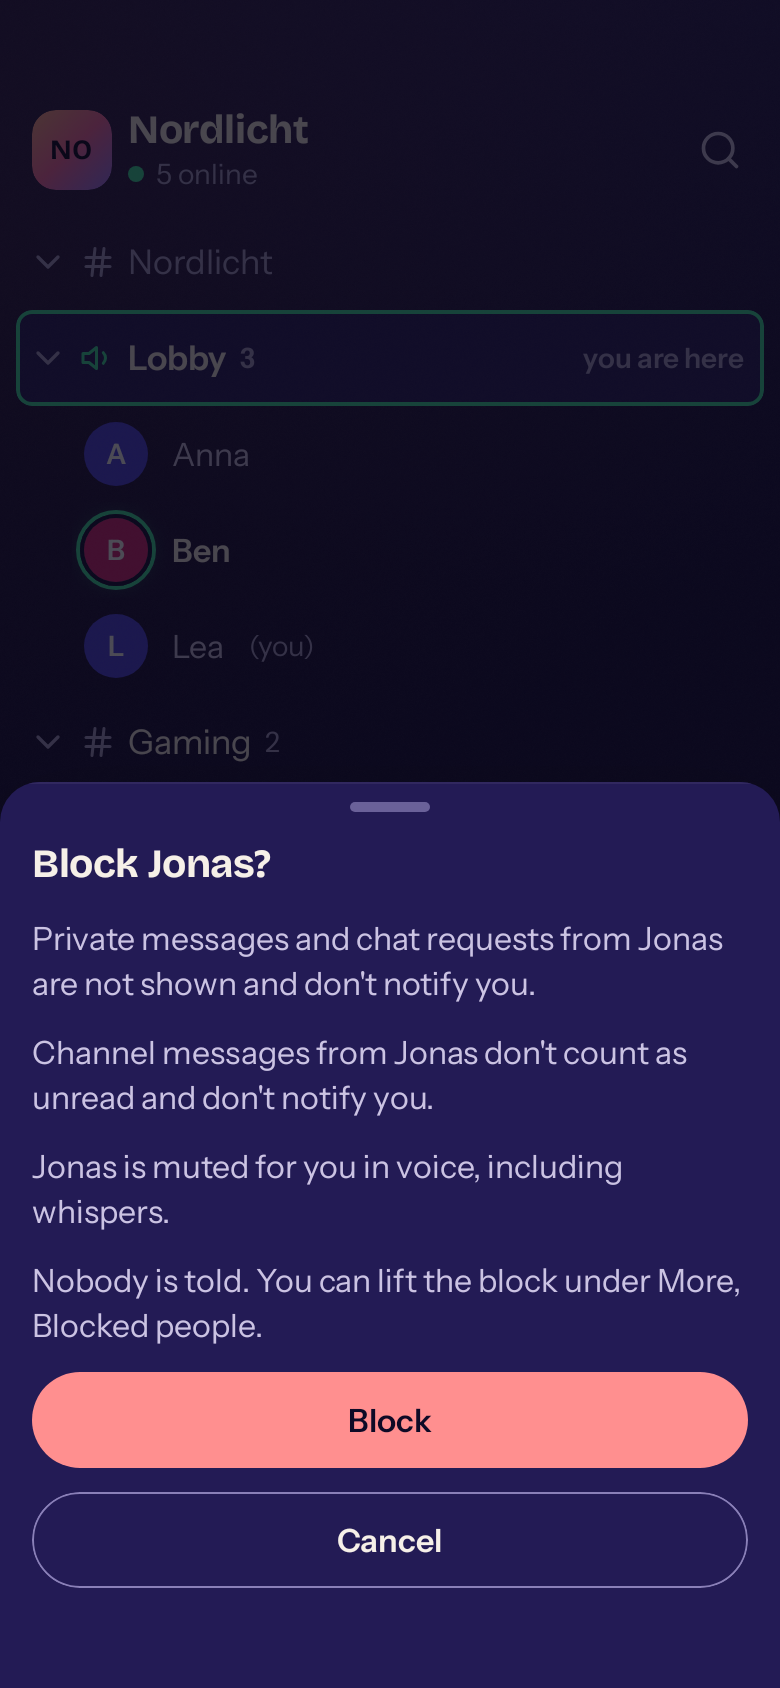 NO
Nordlicht
5 online
# Nordlicht
Lobby 3 you are here
A Anna
B Ben
L Lea (you)
# Gaming 2
Block Jonas?
Private messages and chat requests from Jonas
are not shown and don't notify you.
Channel messages from Jonas don't count as
unread and don't notify you.
Jonas is muted for you in voice, including
whispers.
Nobody is told. You can lift the block under More,
Blocked people.
Block
Cancel